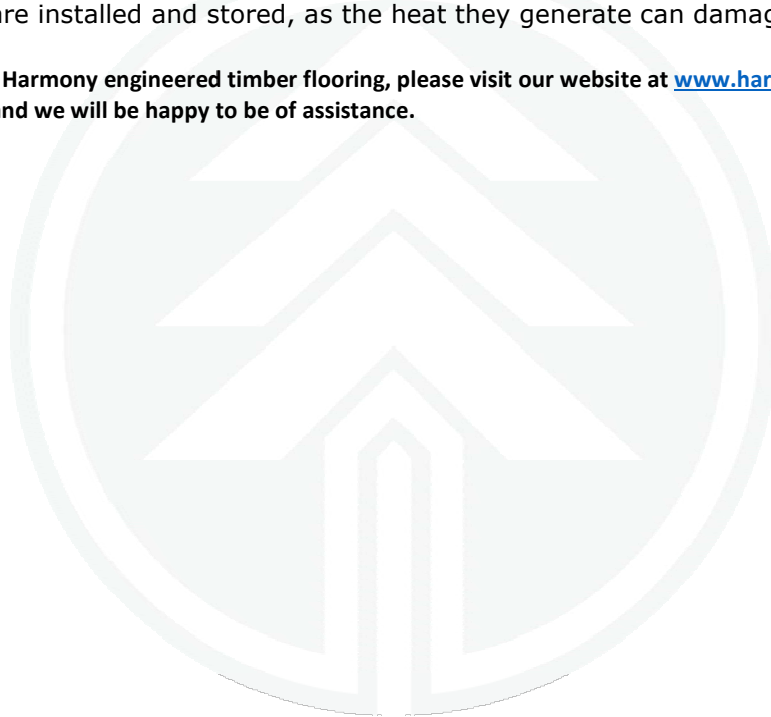 are installed and stored, as the heat they generate can damag
Harmony engineered timber flooring, please visit our website at www.har
and we will be happy to be of assistance.